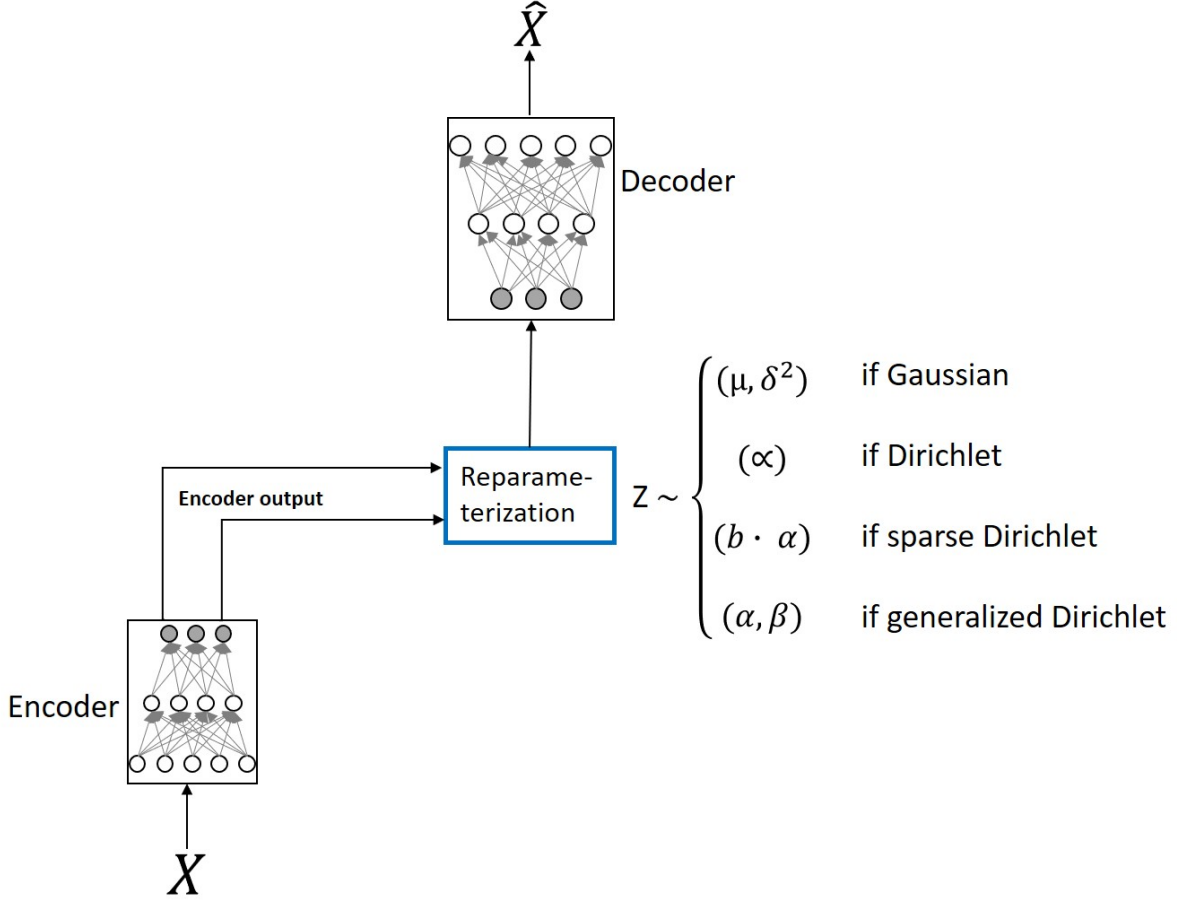 X̂
Decoder
(μ, δ²) if Gaussian
(∝) if Dirichlet
Reparame-
terization
Z ~
Encoder output
(b · α) if sparse Dirichlet
(α, β) if generalized Dirichlet
Encoder
X